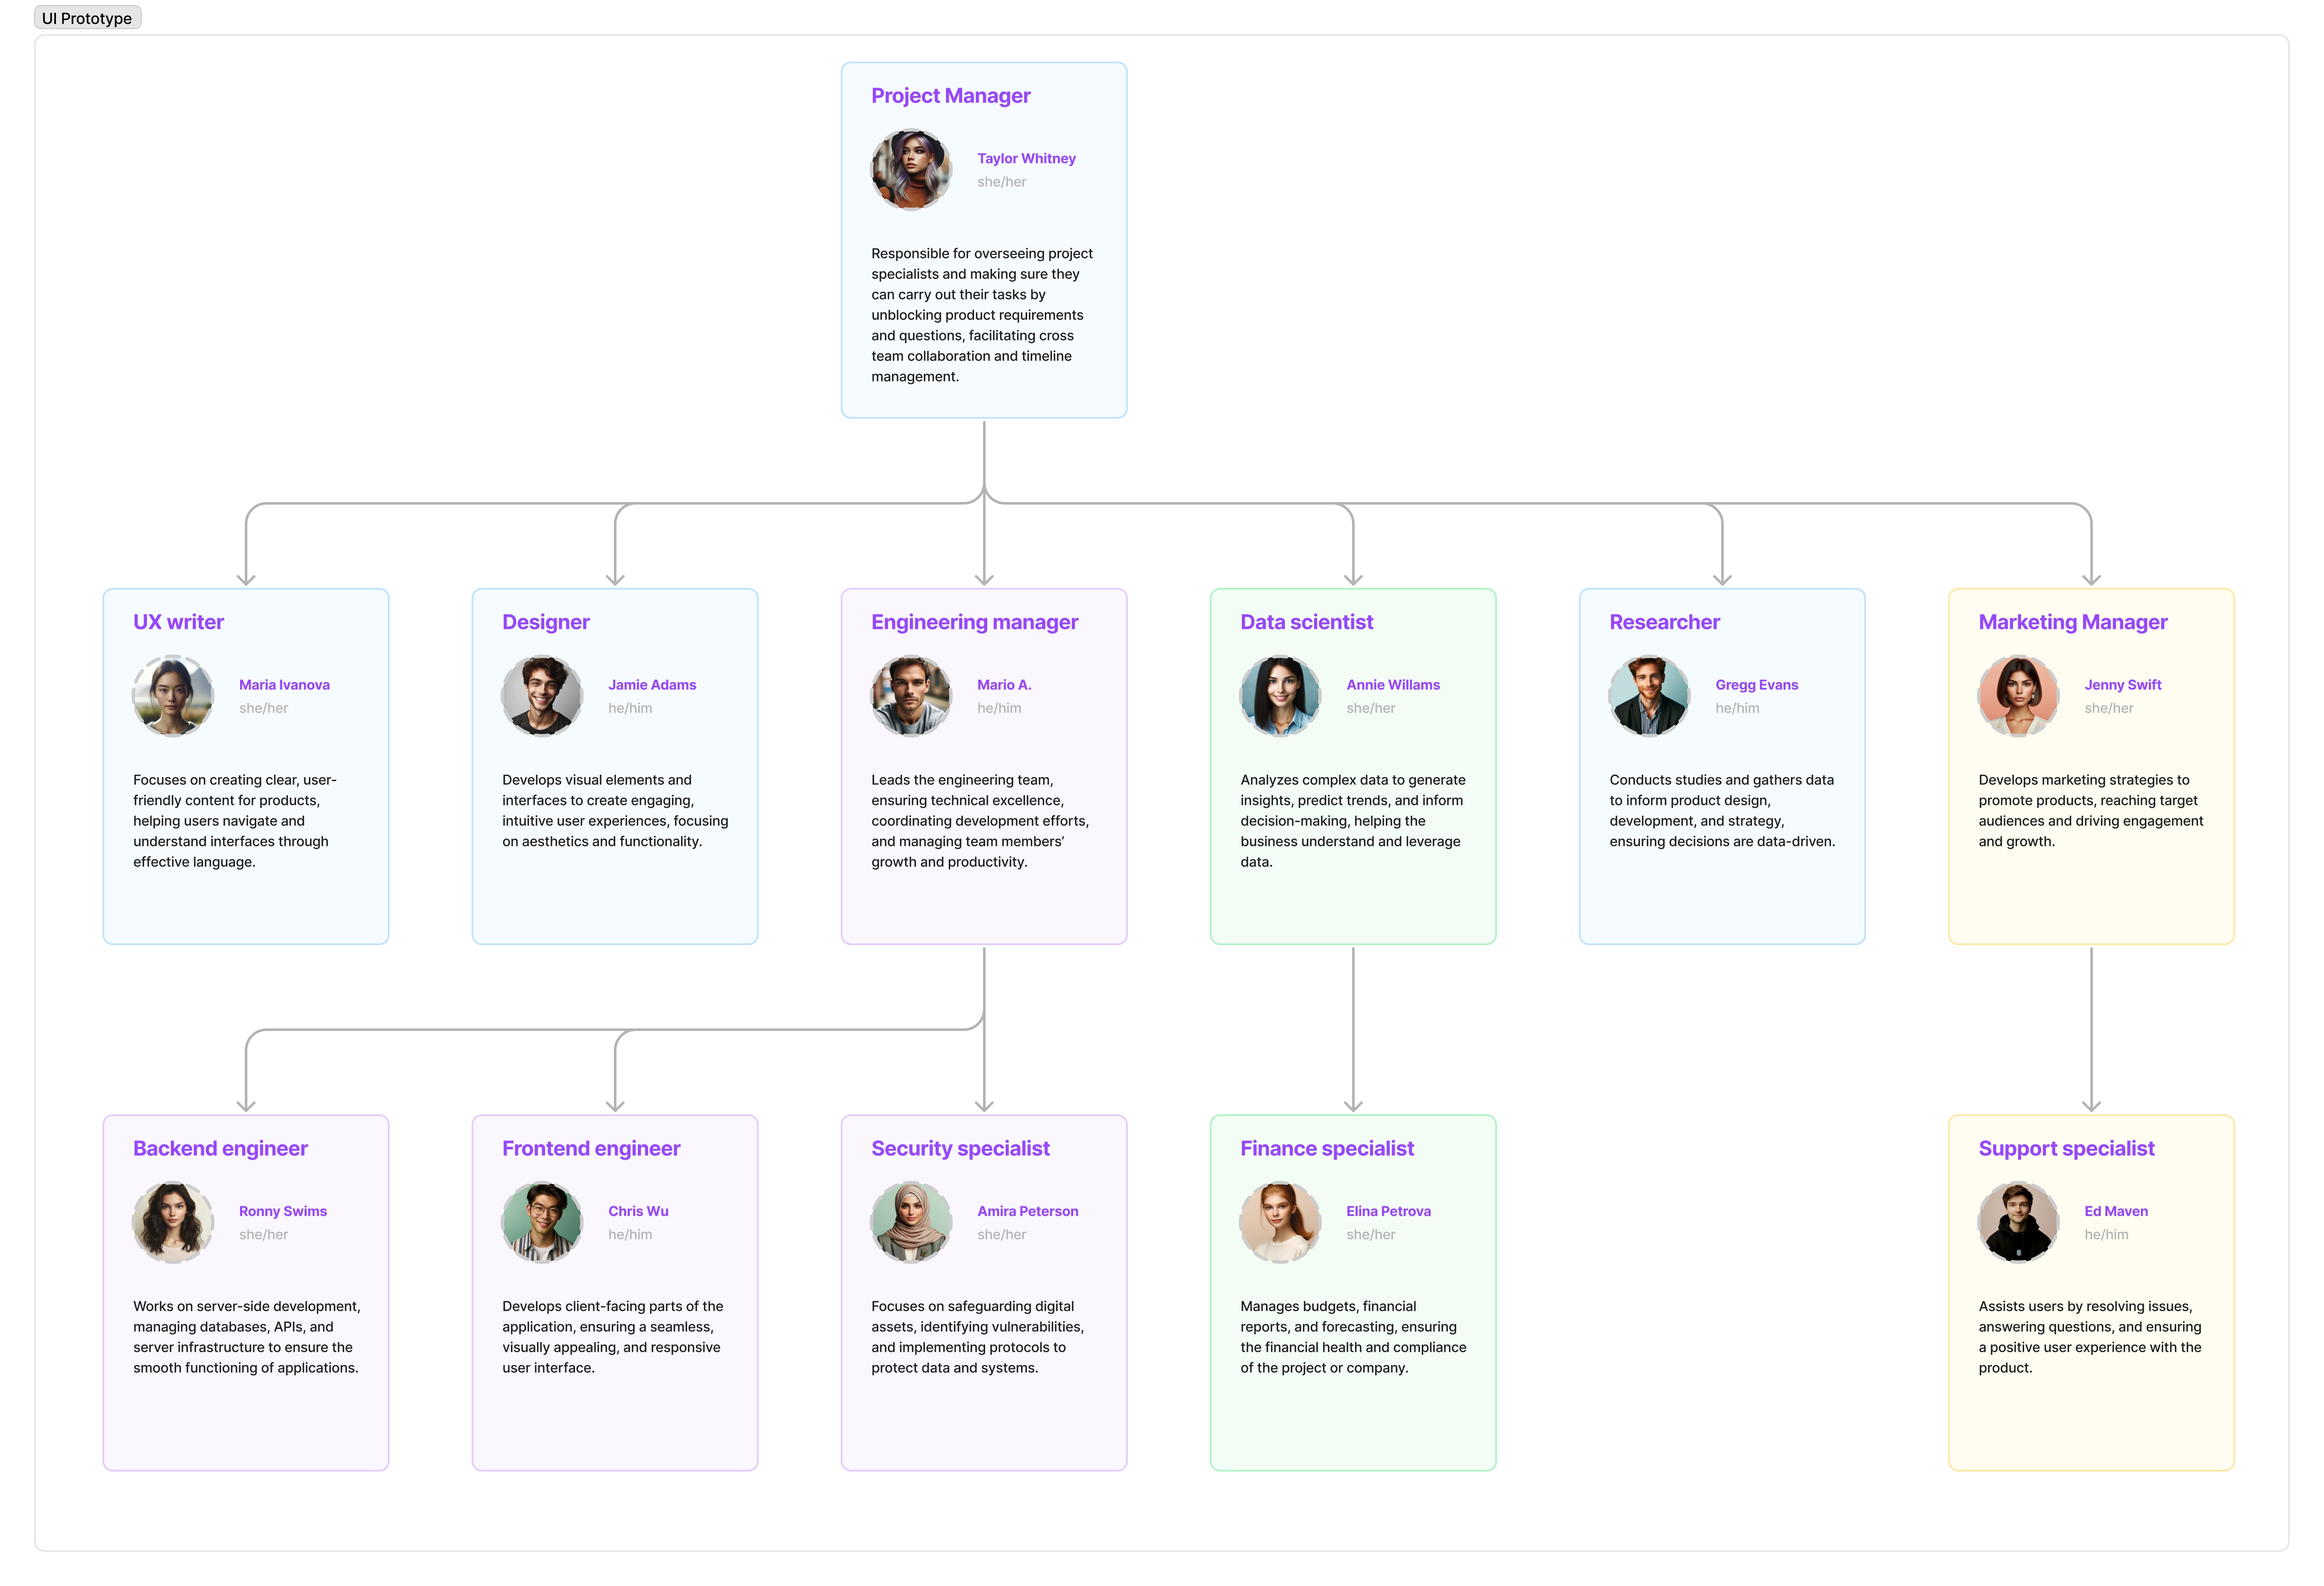 UI Prototype
Project Manager
Taylor Whitney
she/her
Responsible for overseeing project
specialists and making sure they
can carry out their tasks by
unblocking product requirements
and questions, facilitating cross
team collaboration and timeline
management.
UX writer
Maria Ivanova
she/her
Focuses on creating clear, user-
friendly content for products,
helping users navigate and
understand interfaces through
effective language.
Designer
Jamie Adams
he/him
Develops visual elements and
interfaces to create engaging,
intuitive user experiences, focusing
on aesthetics and functionality.
Engineering manager
Mario A.
he/him
Leads the engineering team,
ensuring technical excellence,
coordinating development efforts,
and managing team members’
growth and productivity.
Data scientist
Annie Willams
she/her
Analyzes complex data to generate
insights, predict trends, and inform
decision-making, helping the
business understand and leverage
data.
Researcher
Gregg Evans
he/him
Conducts studies and gathers data
to inform product design,
development, and strategy,
ensuring decisions are data-driven.
Marketing Manager
Jenny Swift
she/her
Develops marketing strategies to
promote products, reaching target
audiences and driving engagement
and growth.
Backend engineer
Ronny Swims
she/her
Works on server-side development,
managing databases, APIs, and
server infrastructure to ensure the
smooth functioning of applications.
Frontend engineer
Chris Wu
he/him
Develops client-facing parts of the
application, ensuring a seamless,
visually appealing, and responsive
user interface.
Security specialist
Amira Peterson
she/her
Focuses on safeguarding digital
assets, identifying vulnerabilities,
and implementing protocols to
protect data and systems.
Finance specialist
Elina Petrova
she/her
Manages budgets, financial
reports, and forecasting, ensuring
the financial health and compliance
of the project or company.
Support specialist
Ed Maven
he/him
Assists users by resolving issues,
answering questions, and ensuring
a positive user experience with the
product.